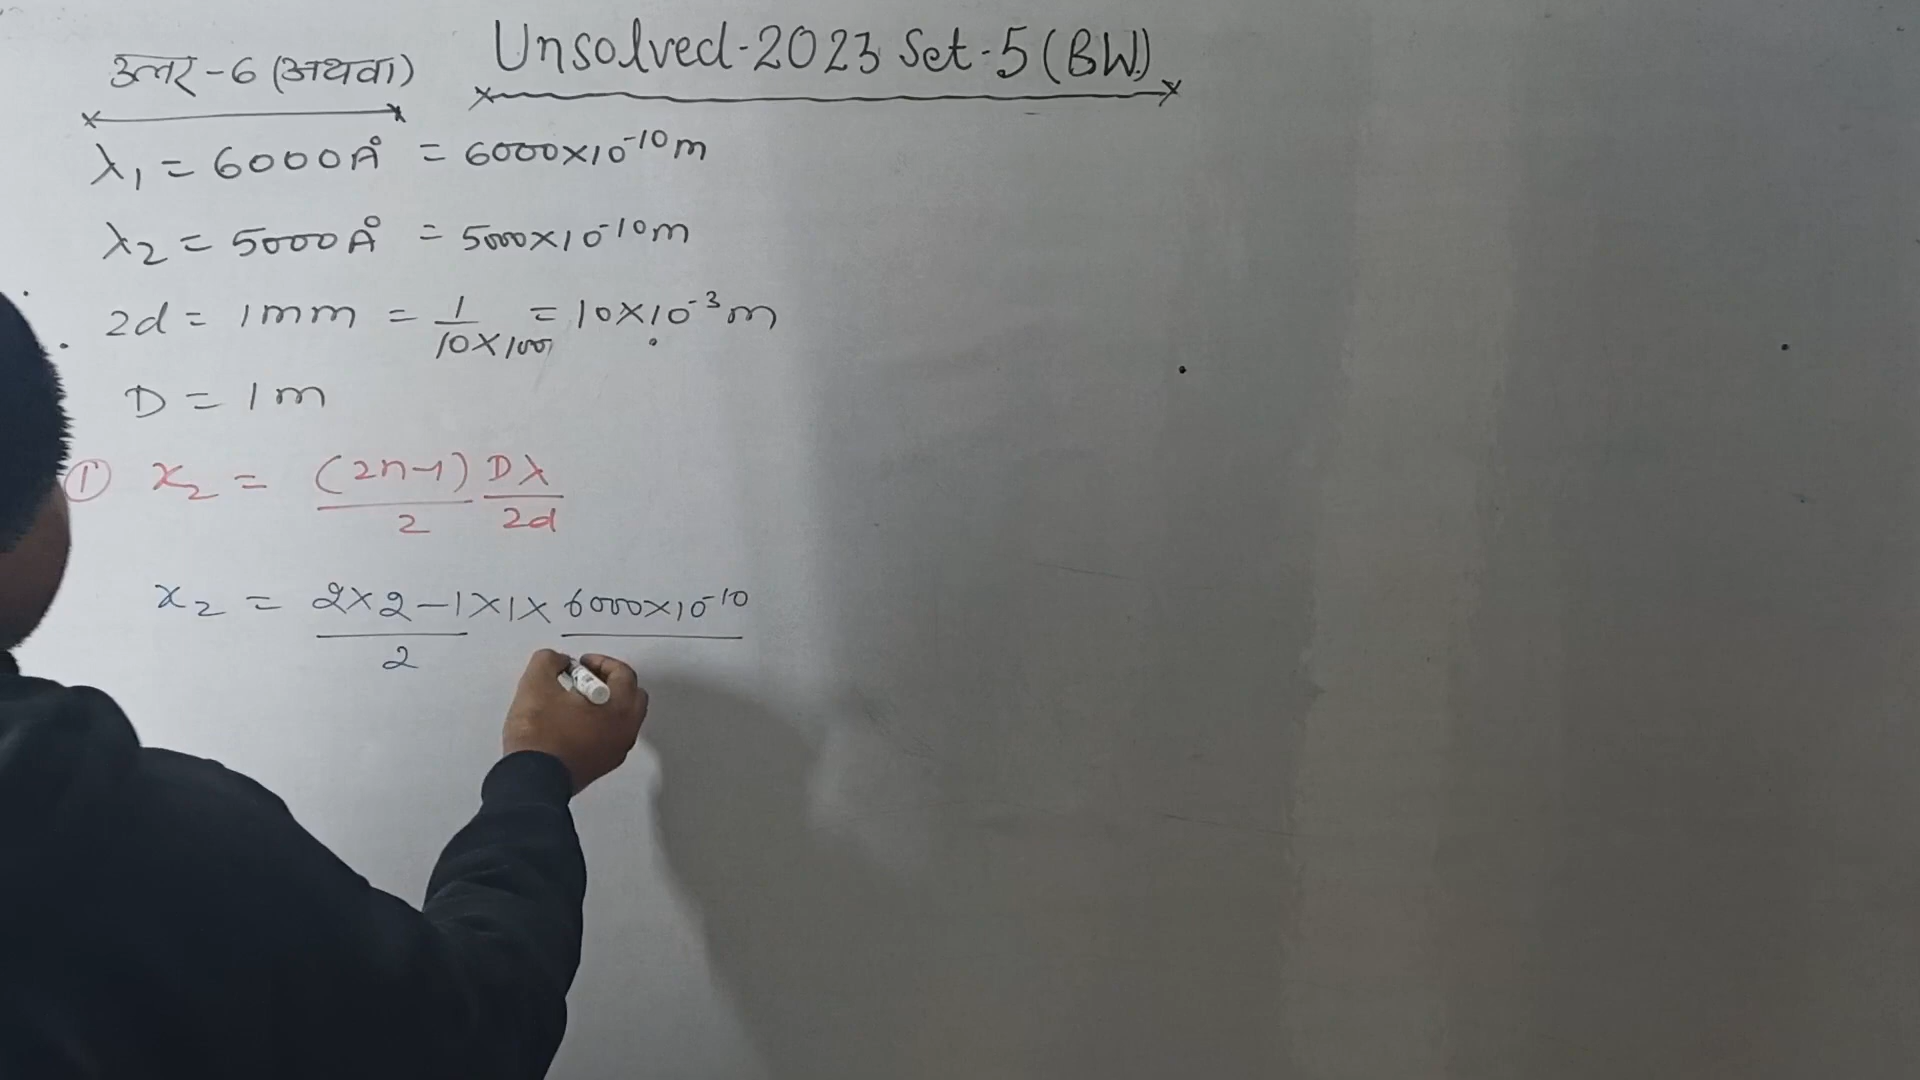 उत्तर-6 (अथवा) Unsolved-2023 Set-5(BW)
λ₁ = 6000Å = 6000×10⁻¹⁰m
λ₂ = 5000Å = 5000×10⁻¹⁰m
2d = 1mm = 1/10×100 = 10×10⁻³m
D = 1m
① x₂ = (2n-1)/2 Dλ/2d
x₂ = 2×2-1/2 ×1× 6000×10⁻¹⁰